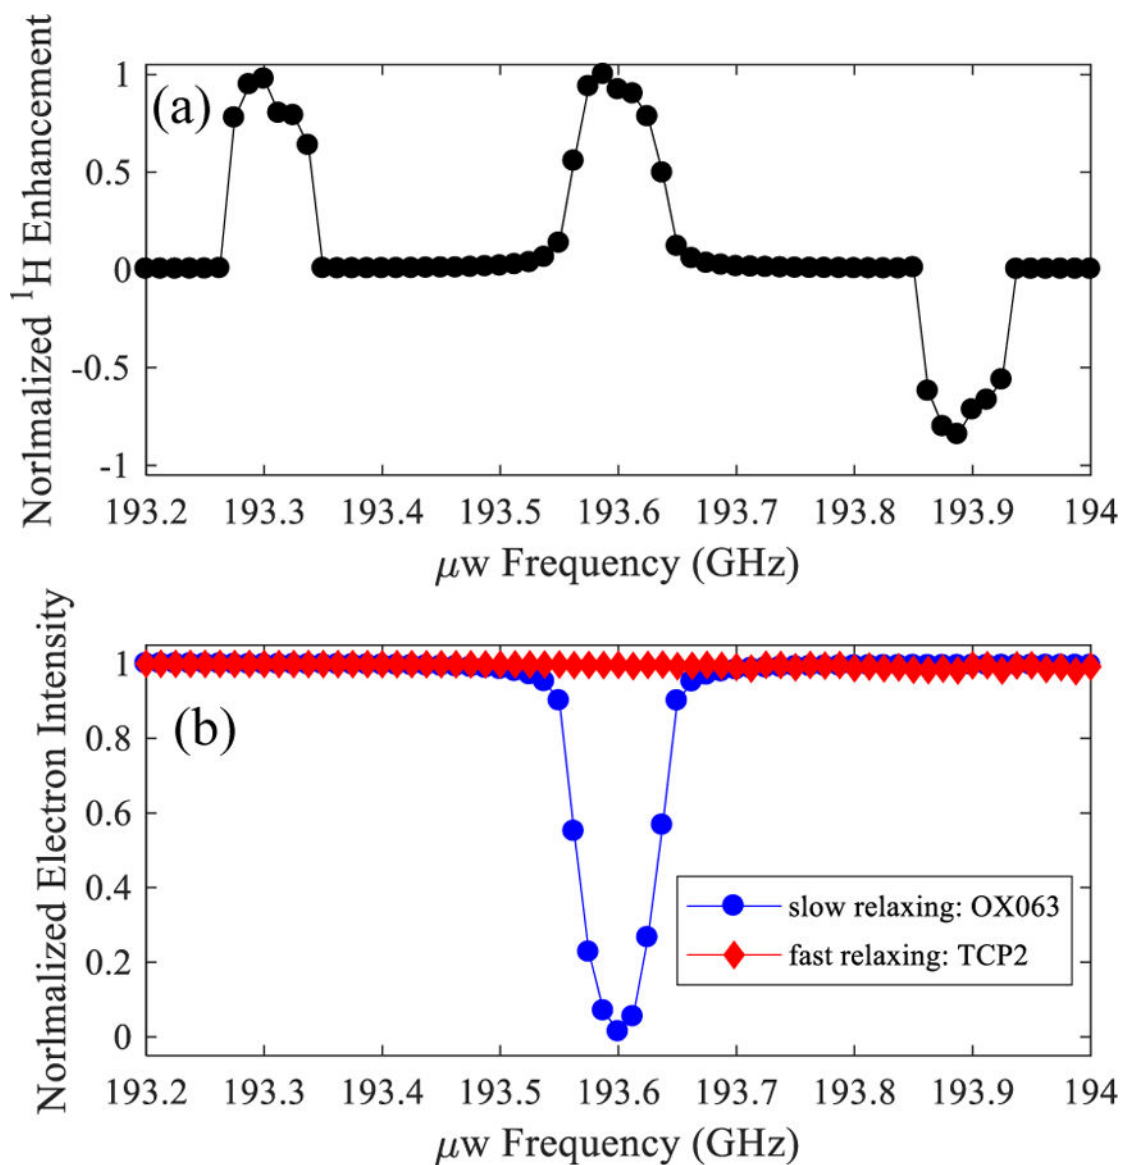 (a)
Norlmalized ¹H Enhancement
1
0.5
0
-0.5
-1
193.2 193.3 193.4 193.5 193.6 193.7 193.8 193.9 194
μw Frequency (GHz)
(b)
Norlmalized Electron Intensity
1
0.8
0.6
0.4
0.2
0
slow relaxing: OX063
fast relaxing: TCP2
193.2 193.3 193.4 193.5 193.6 193.7 193.8 193.9 194
μw Frequency (GHz)